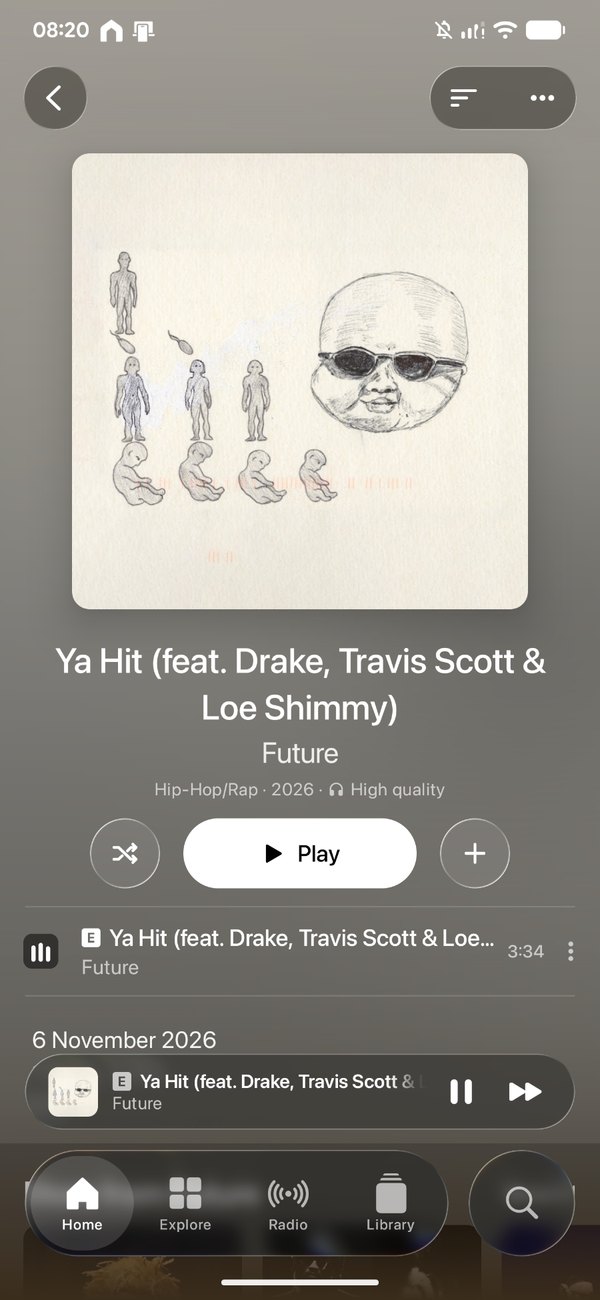 08:20
Ya Hit (feat. Drake, Travis Scott &
Loe Shimmy)
Future
Hip-Hop/Rap · 2026 · High quality
Play
E Ya Hit (feat. Drake, Travis Scott & Loe...
3:34
Future
6 November 2026
E Ya Hit (feat. Drake, Travis Scott &
Future
Home
Explore
Radio
Library